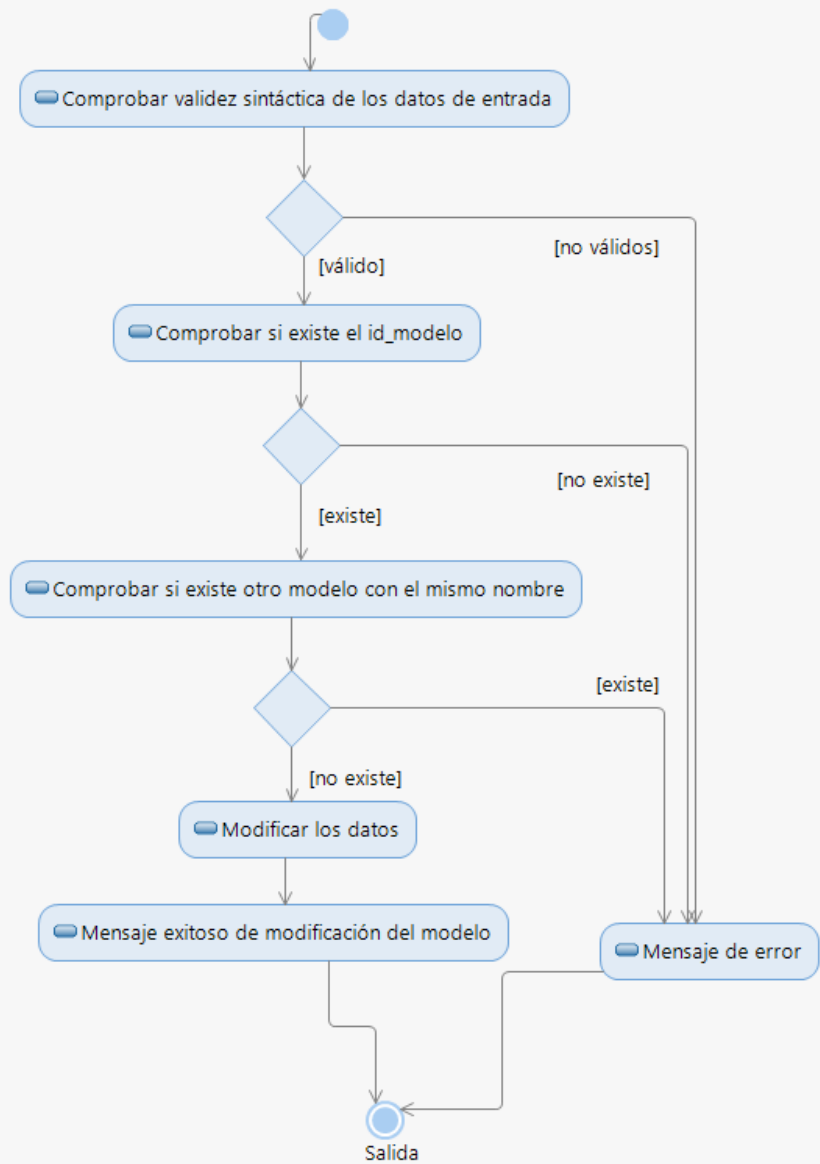 Comprobar validez sintáctica de los datos de entrada
[no válidos]
[válido]
Comprobar si existe el id_modelo
[no existe]
[existe]
Comprobar si existe otro modelo con el mismo nombre
[existe]
[no existe]
Modificar los datos
Mensaje exitoso de modificación del modelo
Mensaje de error
Salida